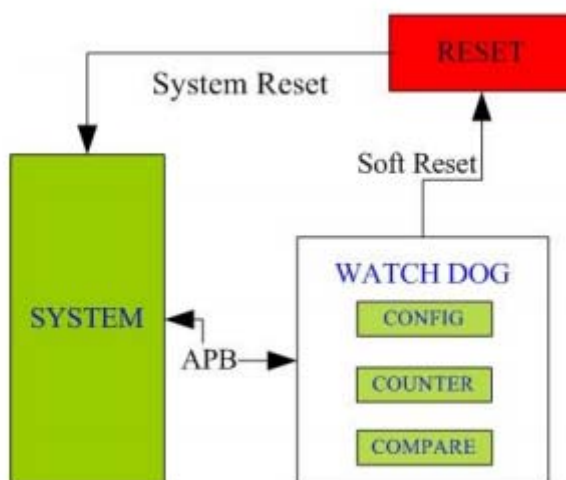 RESET
System Reset
Soft Reset
WATCH DOG
SYSTEM
CONFIG
APB
COUNTER
COMPARE